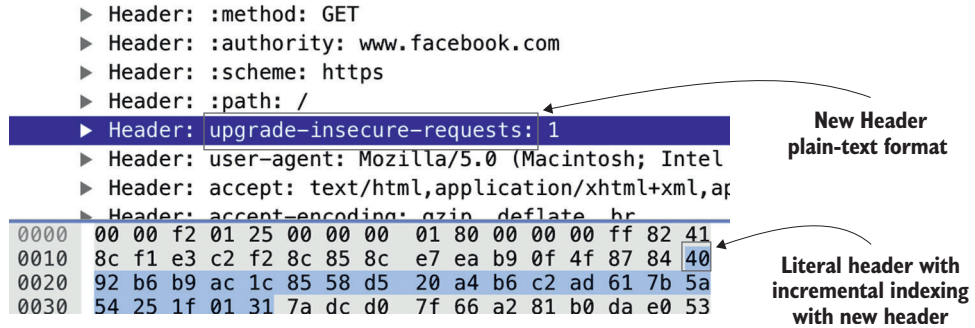 ▶ Header: :method: GET
▶ Header: :authority: www.facebook.com
▶ Header: :scheme: https
▶ Header: :path: /
▶ Header: upgrade-insecure-requests: 1
▶ Header: user-agent: Mozilla/5.0 (Macintosh; Intel
▶ Header: accept: text/html,application/xhtml+xml,ap
▶ Header: accept-encoding: gzip, deflate, br
New Header
plain-text format
0000 00 00 f2 01 25 00 00 00 01 80 00 00 00 ff 82 41
0010 8c f1 e3 c2 f2 8c 85 8c e7 ea b9 0f 4f 87 84 40
0020 92 b6 b9 ac 1c 85 58 d5 20 a4 b6 c2 ad 61 7b 5a
0030 54 25 1f 01 31 7a dc d0 7f 66 a2 81 b0 da e0 53
Literal header with
incremental indexing
with new header